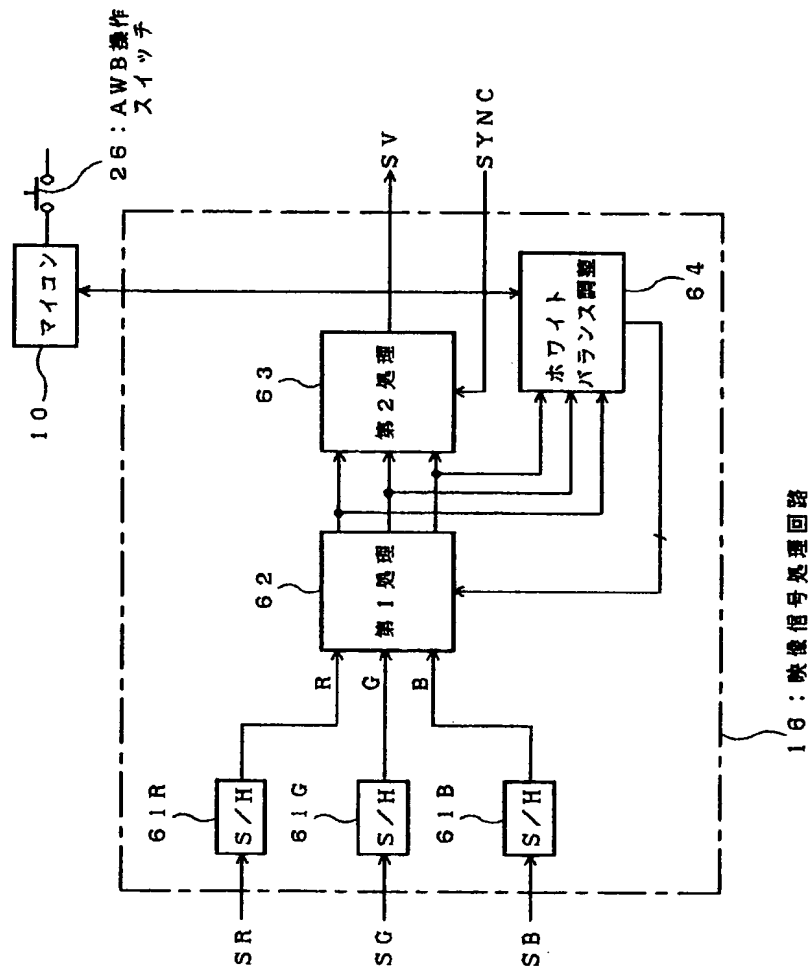 10
マイコン
26:AWB操作
スイッチ
SR
61R
S/H
R
62
第1処理
63
第2処理
SV
SG
61G
S/H
G
SYNC
SB
61B
S/H
B
ホワイト
バランス調整
64
16:映像信号処理回路